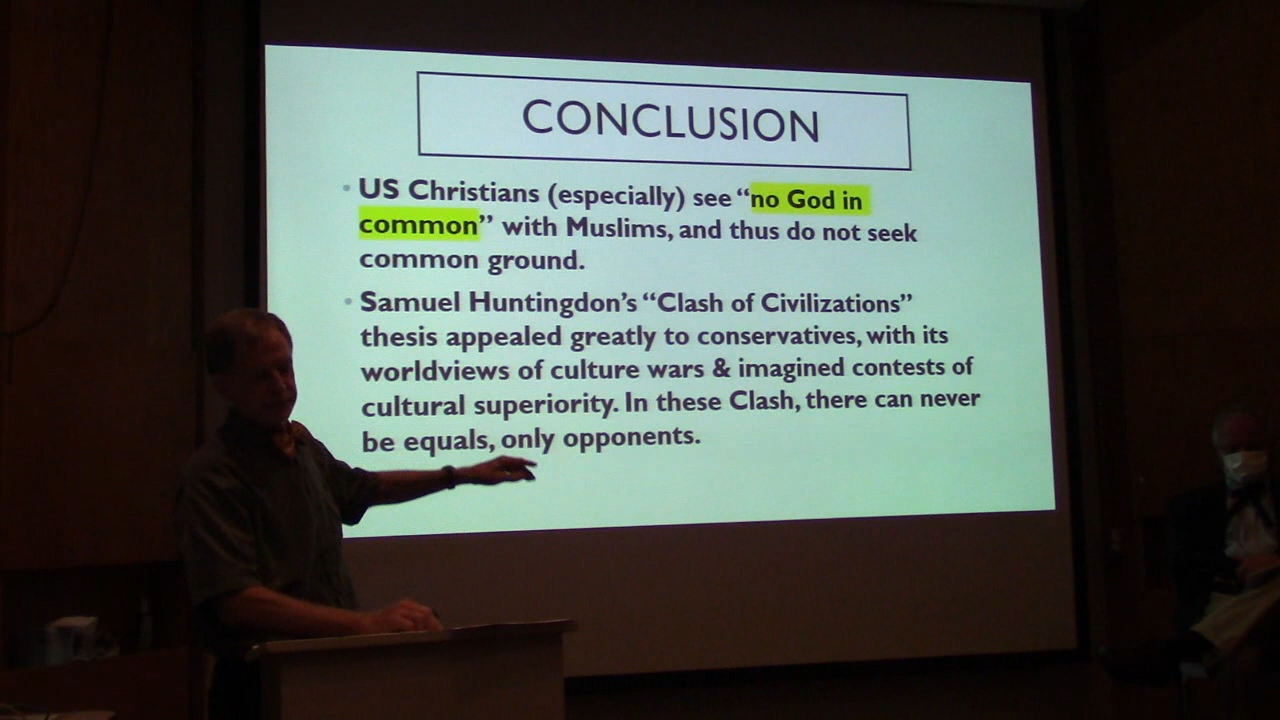 CONCLUSION
• US Christians (especially) see “no God in
common” with Muslims, and thus do not seek
common ground.
• Samuel Huntingdon’s “Clash of Civilizations”
thesis appealed greatly to conservatives, with its
worldviews of culture wars & imagined contests of
cultural superiority. In these Clash, there can never
be equals, only opponents.